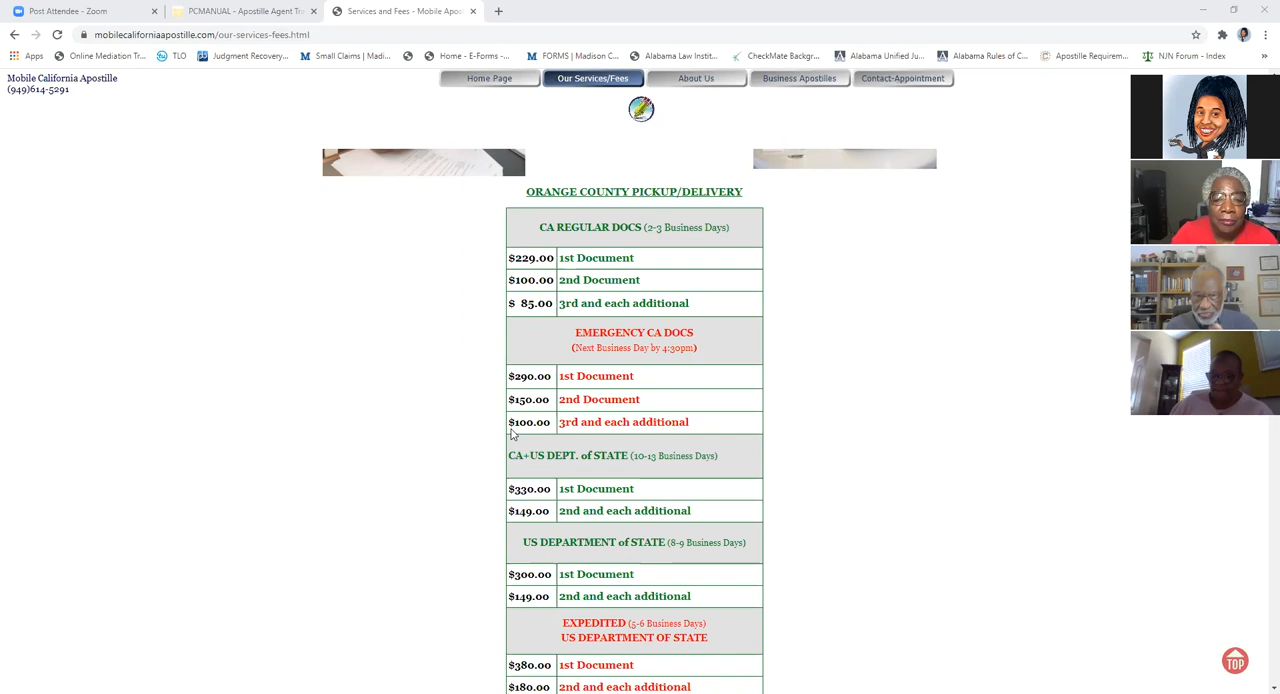 Post Attendee - Zoom
PCMANUAL - Apostille Agent Tra
Services and Fees - Mobile Apos
mobilecaliforniaapostille.com/our-services-fees.html
Apps
Online Mediation Tr...
TLO
Judgment Recovery...
Small Claims | Madi...
Home - E-Forms -...
FORMS | Madison C...
Alabama Law Instit...
CheckMate Backgr...
Alabama Unified Ju...
Alabama Rules of C...
Apostille Requirem...
NJN Forum - Index
»
Mobile California Apostille
(949)614-5291
Home Page
Our Services/Fees
About Us
Business Apostiles
Contact-Appointment
ORANGE COUNTY PICKUP/DELIVERY
CA REGULAR DOCS (2-3 Business Days)
$229.00 1st Document
$100.00 2nd Document
$ 85.00 3rd and each additional
EMERGENCY CA DOCS
(Next Business Day by 4:30pm)
$290.00 1st Document
$150.00 2nd Document
$100.00 3rd and each additional
CA+US DEPT. of STATE (10-13 Business Days)
$330.00 1st Document
$149.00 2nd and each additional
US DEPARTMENT of STATE (8-9 Business Days)
$300.00 1st Document
$149.00 2nd and each additional
EXPEDITED (5-6 Business Days)
US DEPARTMENT OF STATE
$380.00 1st Document
$180.00 2nd and each additional
TOP